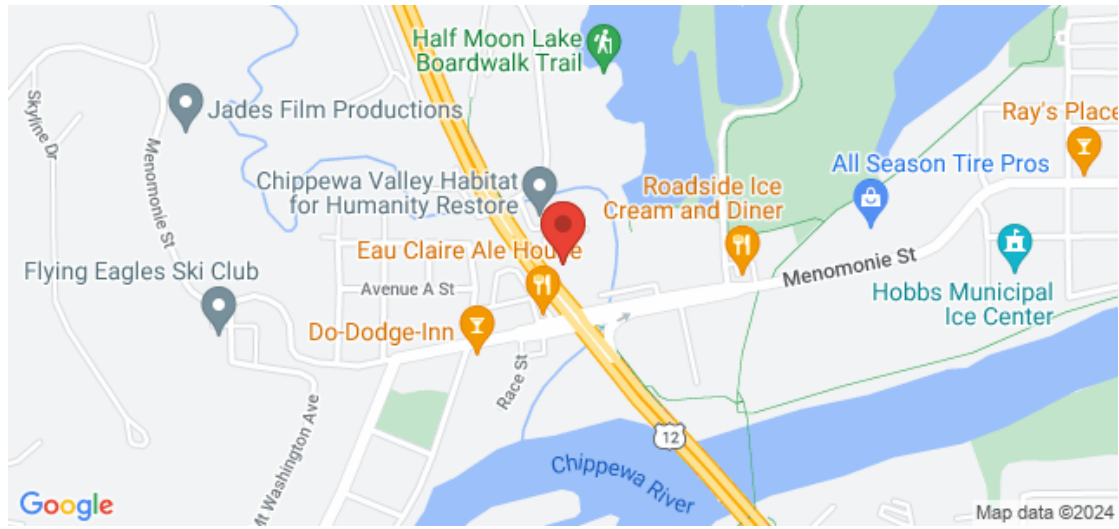 Half Moon Lake
Boardwalk Trail
Skyline Dr
Menomonie St
Jades Film Productions
Ray's Place
All Season Tire Pros
Chippewa Valley Habitat
for Humanity Restore
Roadside Ice
Cream and Diner
Eau Claire Ale House
Menomonie St
Flying Eagles Ski Club
Avenue A St
Hobbs Municipal
Ice Center
Do-Dodge-Inn
Race St
12
Mt Washington Ave
Chippewa River
Google
Map data ©2024